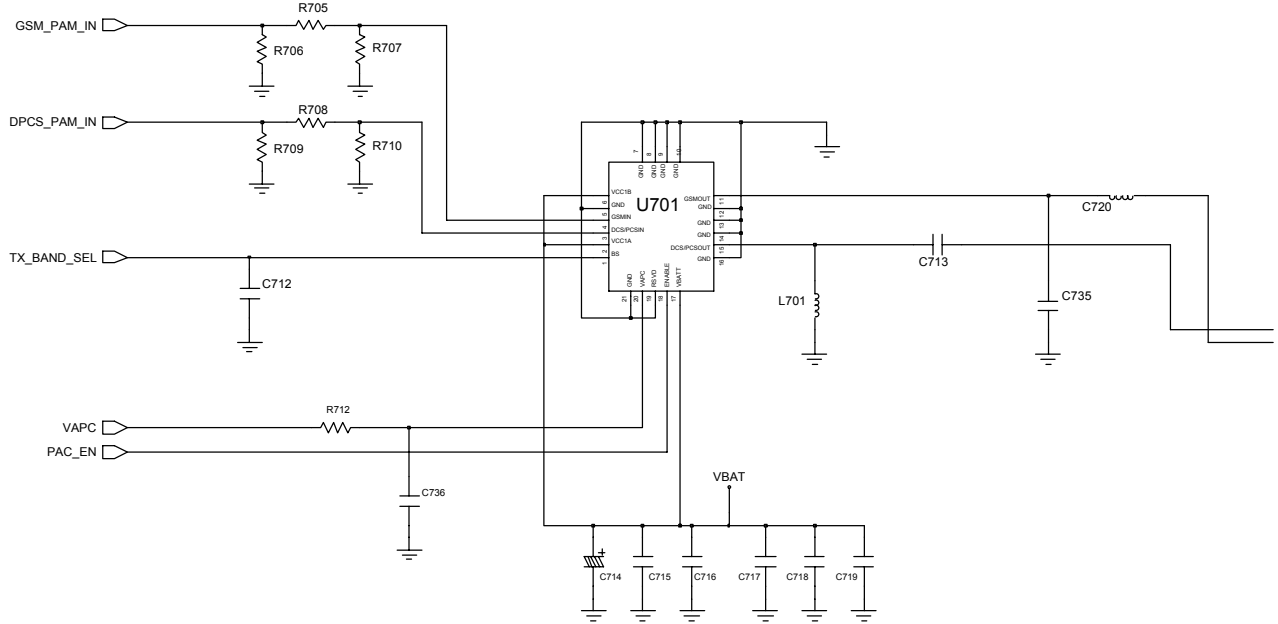 R705
GSM_PAM_IN
R706
R707
R708
DPCS_PAM_IN
R709
R710
7
8
9
10
GND
GND
GND
GND
U701
VCC1B
6
GND
5
GSMIN
4
DCS/PCSIN
3
VCC1A
2
BS
1
GSMOUT
11
GND
12
GND
13
GND
14
DCS/PCSOUT
15
GND
16
GND
VAPC
RSVD
ENABLE
VBATT
21
20
19
18
17
C720
C713
TX_BAND_SEL
C712
L701
C735
VAPC
R712
PAC_EN
C736
VBAT
+
C714
C715
C716
C717
C718
C719